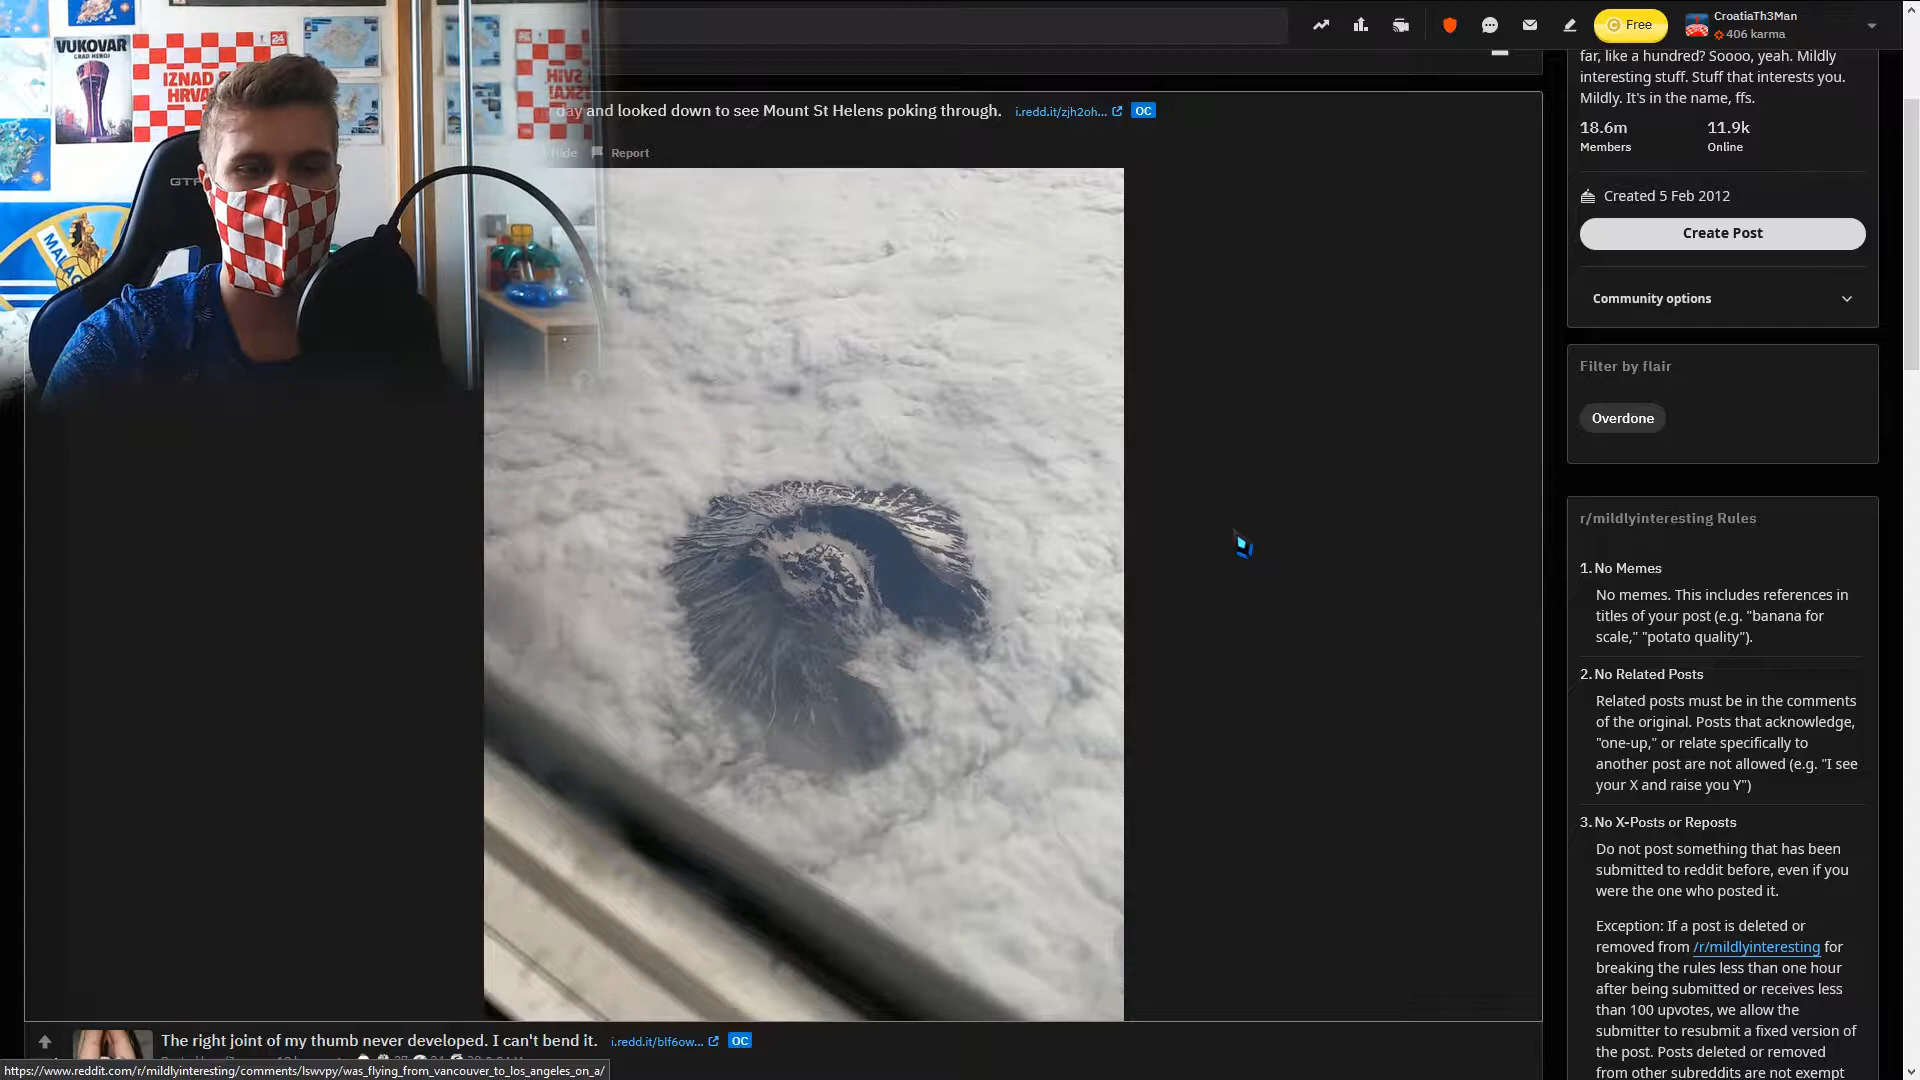 VUKOVAR
GRAD HEROJ
IZNAD S
HRVA
24
GTR
MALAG
Free
CroatiaTh3Man
406 karma
day and looked down to see Mount St Helens poking through.
i.redd.it/zjh2oh...
OC
Hide
Report
far, like a hundred? Soooo, yeah. Mildly
interesting stuff. Stuff that interests you.
Mildly. It's in the name, ffs.
18.6m
11.9k
Members
Online
Created 5 Feb 2012
Create Post
Community options
Filter by flair
Overdone
r/mildlyinteresting Rules
1. No Memes
No memes. This includes references in
titles of your post (e.g. "banana for
scale," "potato quality").
2. No Related Posts
Related posts must be in the comments
of the original. Posts that acknowledge,
"one-up," or relate specifically to
another post are not allowed (e.g. "I see
your X and raise you Y")
3. No X-Posts or Reposts
Do not post something that has been
submitted to reddit before, even if you
were the one who posted it.
Exception: If a post is deleted or
removed from /r/mildlyinteresting for
breaking the rules less than one hour
after being submitted or receives less
than 100 upvotes, we allow the
submitter to resubmit a fixed version of
the post. Posts deleted or removed
from other subreddits are not exempt
The right joint of my thumb never developed. I can't bend it.
i.redd.it/blf6ow...
OC
https://www.reddit.com/r/mildlyinteresting/comments/lswvpy/was_flying_from_vancouver_to_los_angeles_on_a/